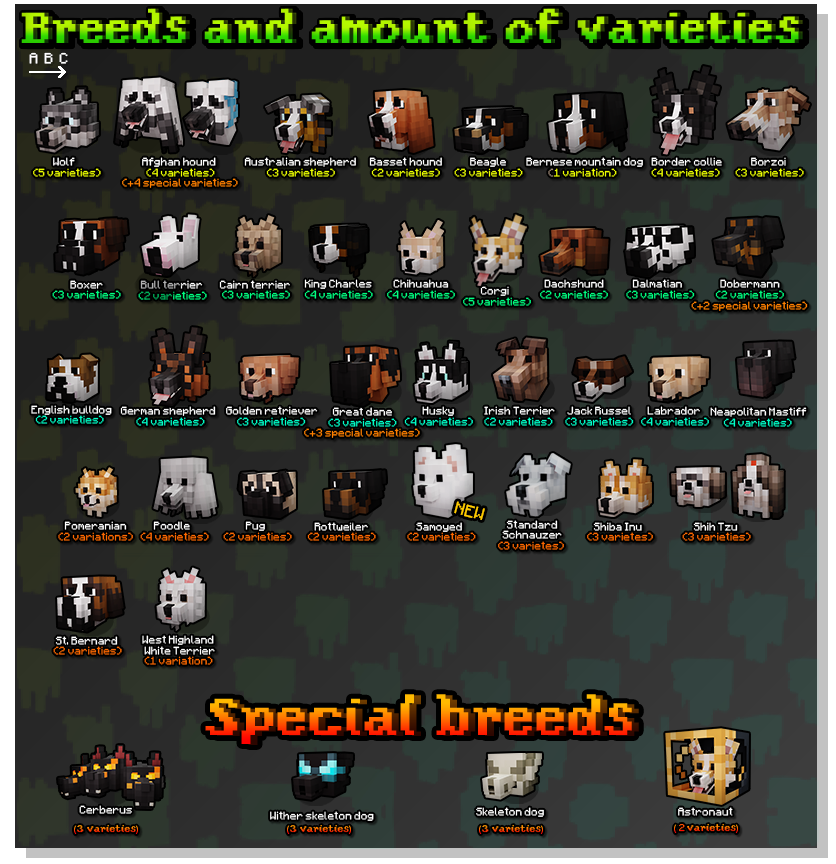 Breeds and amount of varieties
A B C
Wolf
(5 varieties)
Afghan hound
(4 varieties)
(+4 special varieties)
Australian shepherd
(3 varieties)
Basset hound
(2 varieties)
Beagle
(3 varieties)
Bernese mountain dog
(1 variation)
Border collie
(4 varieties)
Borzoi
(3 varieties)
Boxer
(3 varieties)
Bull terrier
(2 varieties)
Cairn terrier
(3 varieties)
King Charles
(4 varieties)
Chihuahua
(4 varieties)
Corgi
(5 varieties)
Dachshund
(2 varieties)
Dalmatian
(3 varieties)
Dobermann
(2 varieties)
(+2 special varieties)
English bulldog
(2 varieties)
German shepherd
(4 varieties)
Golden retriever
(3 varieties)
Great dane
(3 varieties)
(+3 special varieties)
Husky
(4 varieties)
Irish Terrier
(2 varieties)
Jack Russel
(3 varieties)
Labrador
(4 varieties)
Neapolitan Mastiff
(4 varieties)
Pomeranian
(2 variations)
Poodle
(4 varieties)
Pug
(2 varieties)
Rottweiler
(2 varieties)
NEW
Samoyed
(2 varieties)
Standard
Schnauzer
(3 varietes)
Shiba Inu
(3 varietes)
Shih Tzu
(3 varieties)
St. Bernard
(2 varieties)
West Highland
White Terrier
(1 variation)
Special breeds
Cerberus
(3 varieties)
Wither skeleton dog
(3 varieties)
Skeleton dog
(3 varieties)
Astronaut
(2 varieties)